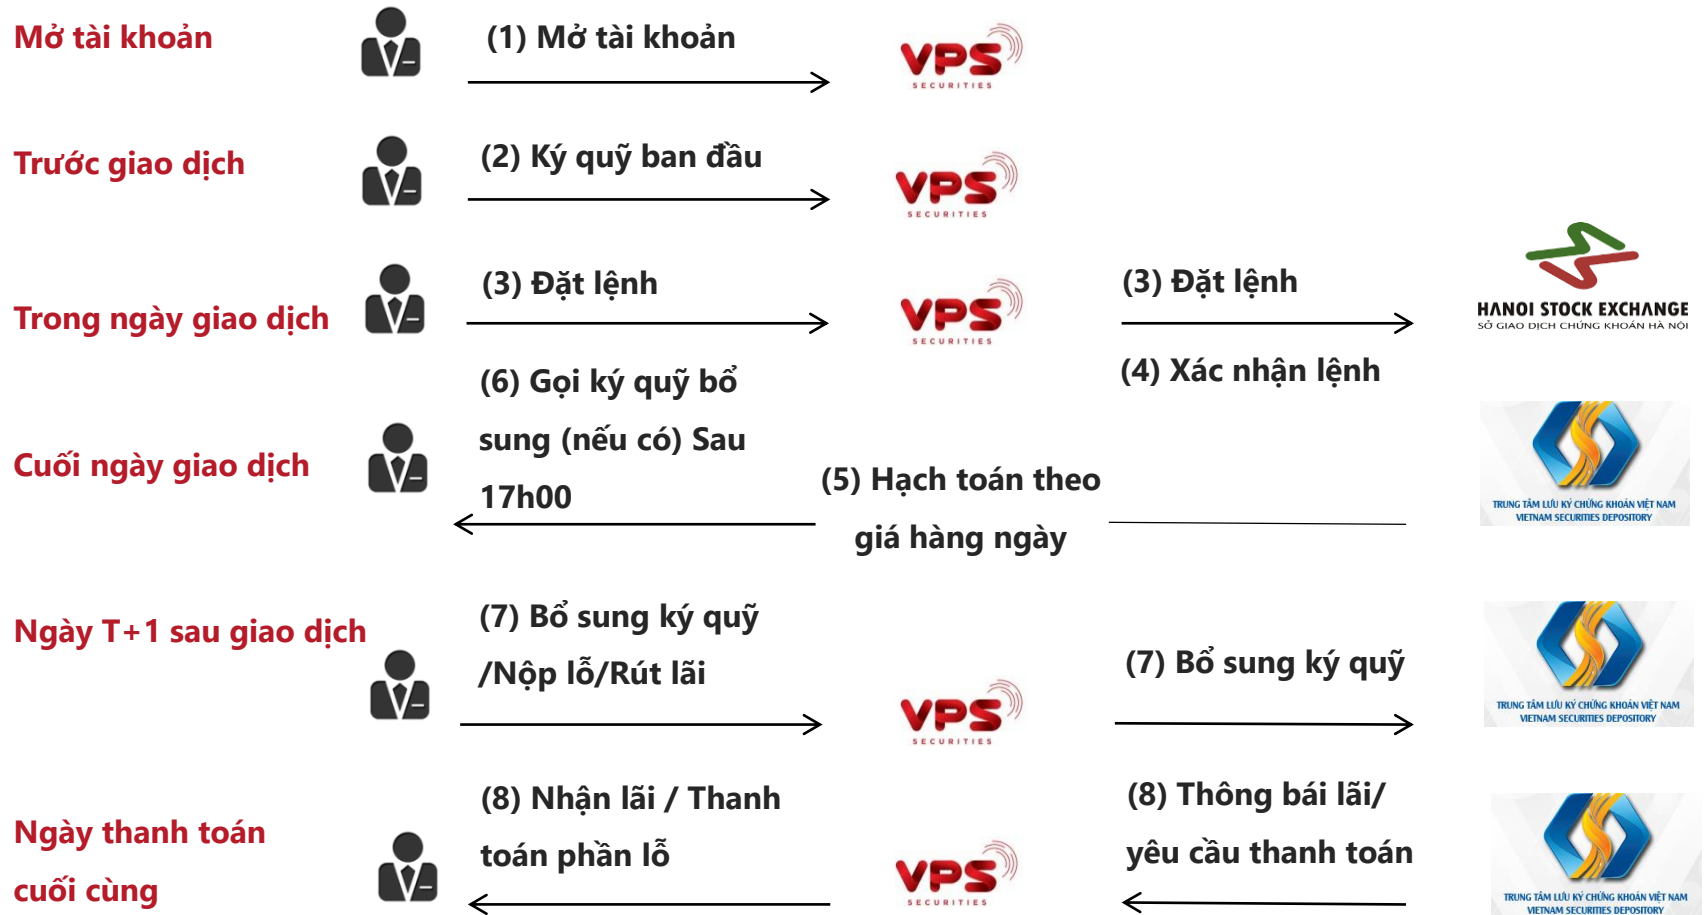 Mở tài khoản
(1) Mở tài khoản
VPS
SECURITIES
Trước giao dịch
(2) Ký quỹ ban đầu
VPS
SECURITIES
Trong ngày giao dịch
(3) Đặt lệnh
VPS
SECURITIES
(3) Đặt lệnh
(4) Xác nhận lệnh
HANOI STOCK EXCHANGE
SỞ GIAO DỊCH CHỨNG KHOÁN HÀ NỘI
Cuối ngày giao dịch
(6) Gọi ký quỹ bổ
sung (nếu có) Sau
17h00
(5) Hạch toán theo
giá hàng ngày
TRUNG TÂM LƯU KÝ CHỨNG KHOÁN VIỆT NAM
VIETNAM SECURITIES DEPOSITORY
Ngày T+1 sau giao dịch
(7) Bổ sung ký quỹ
/Nộp lỗ/Rút lãi
VPS
SECURITIES
(7) Bổ sung ký quỹ
TRUNG TÂM LƯU KÝ CHỨNG KHOÁN VIỆT NAM
VIETNAM SECURITIES DEPOSITORY
Ngày thanh toán
cuối cùng
(8) Nhận lãi / Thanh
toán phần lỗ
VPS
SECURITIES
(8) Thông bái lãi/
yêu cầu thanh toán
TRUNG TÂM LƯU KÝ CHỨNG KHOÁN VIỆT NAM
VIETNAM SECURITIES DEPOSITORY